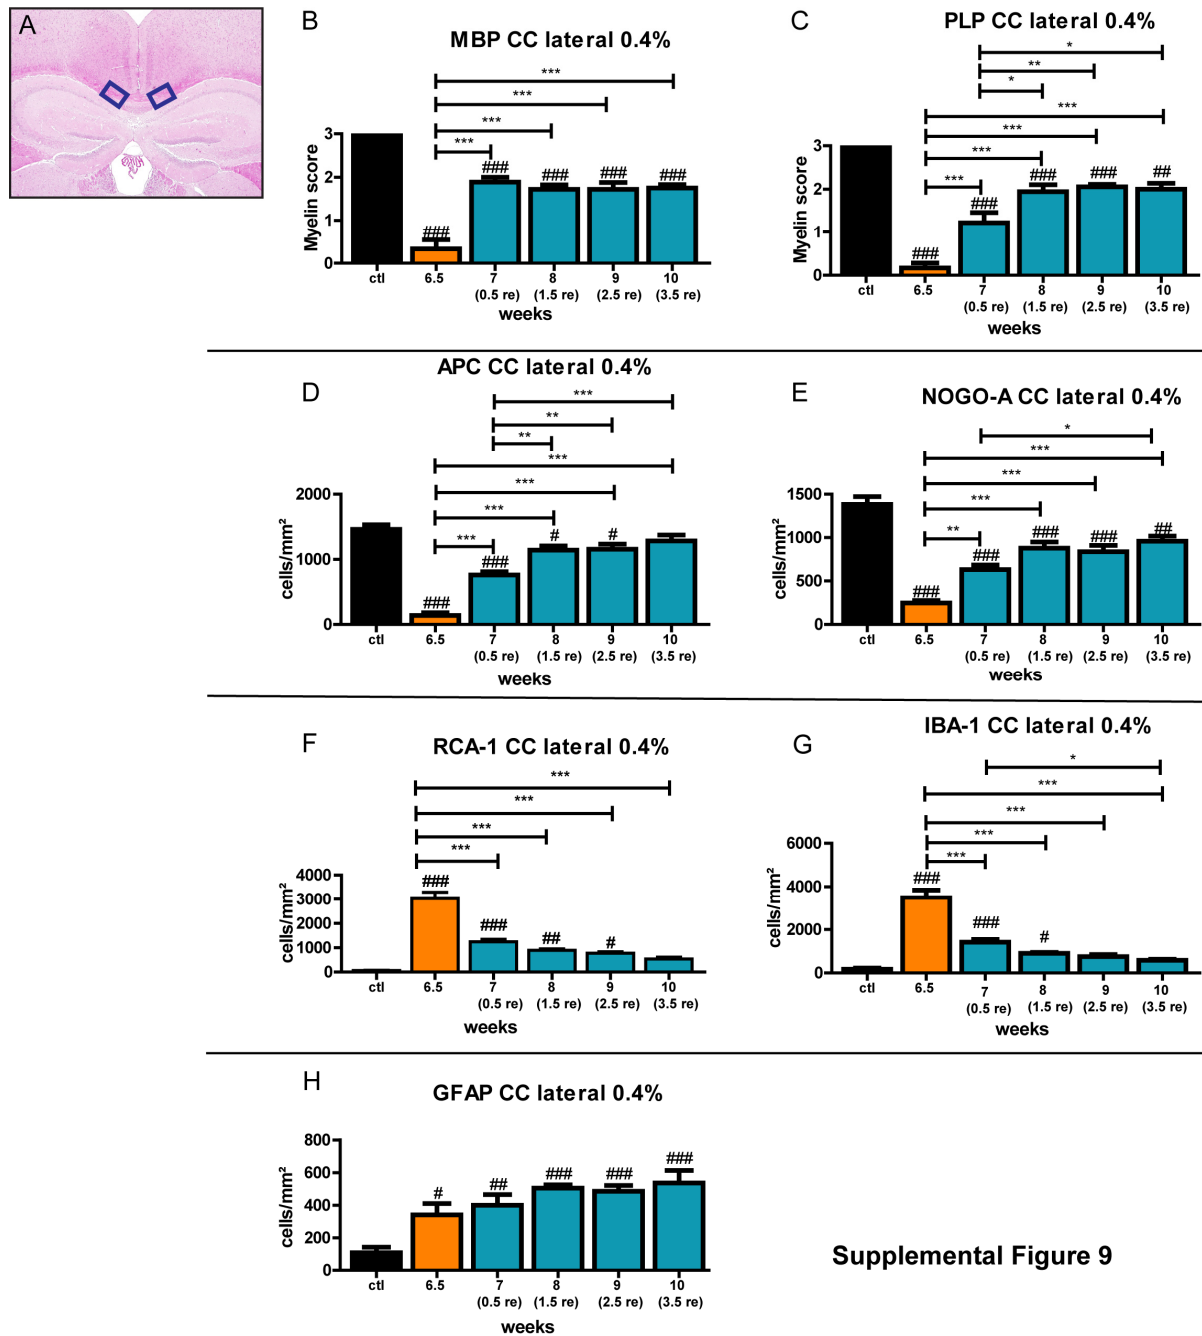 A
B
MBP CC lateral 0.4%
***
***
***
***
Myelin score
3
2
1
0
###
###
###
###
###
ctl 6.5 7 8 9 10
(0.5 re) (1.5 re) (2.5 re) (3.5 re)
weeks
C
PLP CC lateral 0.4%
*
**
*
***
***
***
***
Myelin score
3
2
1
0
###
###
###
###
##
ctl 6.5 7 8 9 10
(0.5 re) (1.5 re) (2.5 re) (3.5 re)
weeks
D
APC CC lateral 0.4%
***
**
**
***
***
***
***
cells/mm²
2000
1000
0
###
###
#
#
ctl 6.5 7 8 9 10
(0.5 re) (1.5 re) (2.5 re) (3.5 re)
weeks
E
NOGO-A CC lateral 0.4%
*
***
***
***
**
cells/mm²
1500
1000
500
0
###
###
###
###
##
ctl 6.5 7 8 9 10
(0.5 re) (1.5 re) (2.5 re) (3.5 re)
weeks
F
RCA-1 CC lateral 0.4%
***
***
***
***
cells/mm²
4000
3000
2000
1000
0
###
###
##
#
ctl 6.5 7 8 9 10
(0.5 re) (1.5 re) (2.5 re) (3.5 re)
weeks
G
IBA-1 CC lateral 0.4%
*
***
***
***
***
cells/mm²
6000
4000
2000
0
###
###
#
ctl 6.5 7 8 9 10
(0.5 re) (1.5 re) (2.5 re) (3.5 re)
weeks
H
GFAP CC lateral 0.4%
cells/mm²
800
600
400
200
0
#
##
###
###
###
ctl 6.5 7 8 9 10
(0.5 re) (1.5 re) (2.5 re) (3.5 re)
weeks
Supplemental Figure 9